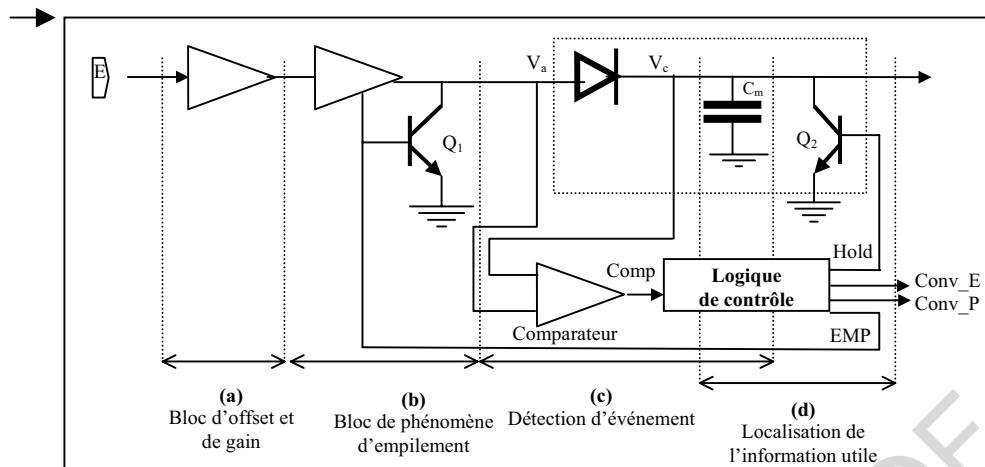 E
Va
Vc
Cm
Q1
Q2
Hold
Comp
Logique
de contrôle
Conv_E
Conv_P
Comparateur
EMP
(a)
Bloc d'offset et
de gain
(b)
Bloc de phénomène
d'empilement
(c)
Détection d'événement
(d)
Localisation de
l'information utile